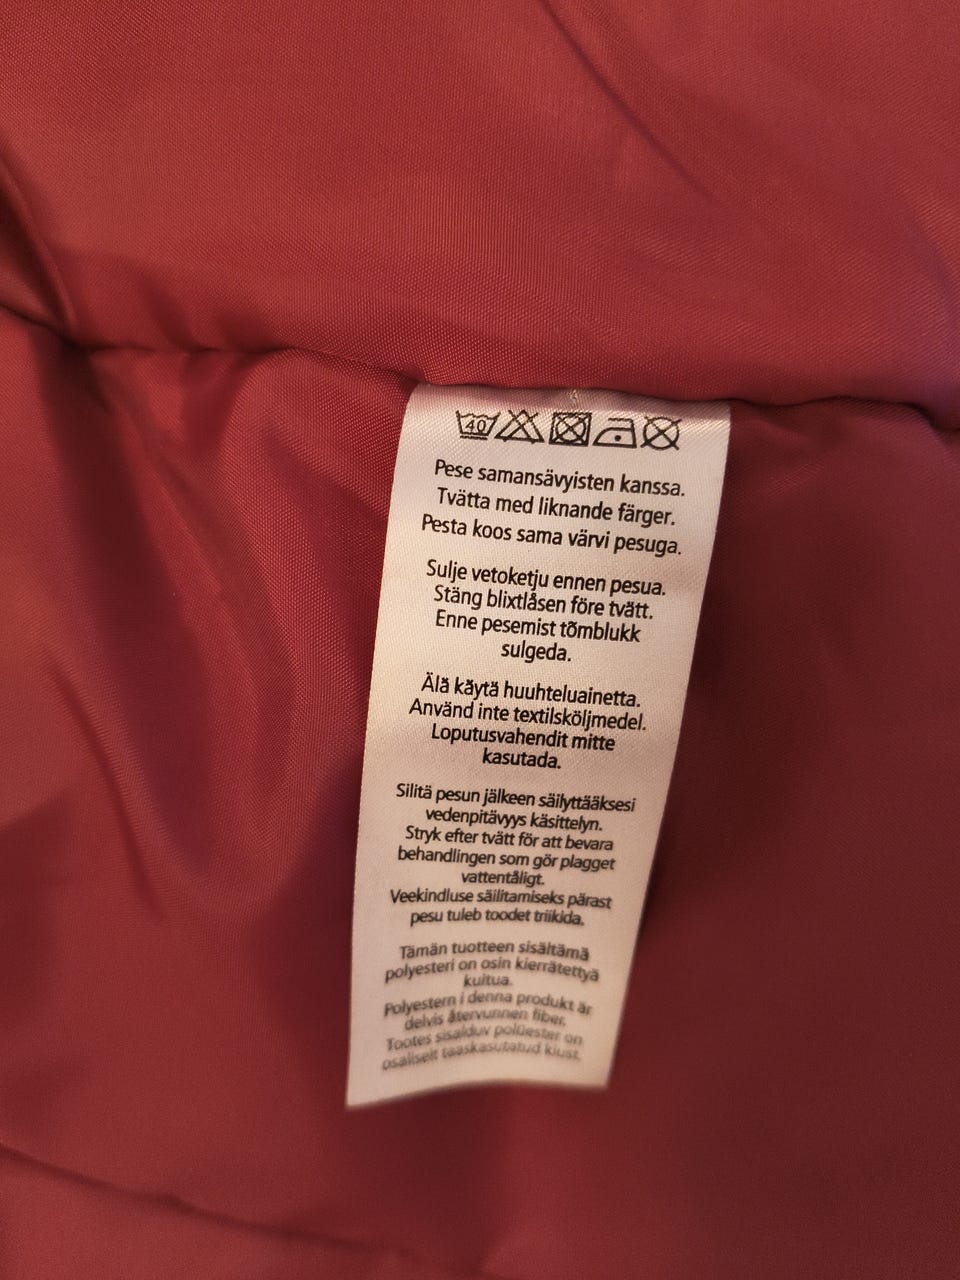 40
Pese samansävyisten kanssa.
Tvätta med liknande färger.
Pesta koos sama värvi pesuga.
Sulje vetoketju ennen pesua.
Stäng blixtlåsen före tvätt.
Enne pesemist tõmblukk
sulgeda.
Älä käytä huuhteluainetta.
Använd inte textilsköljmedel.
Loputusvahendit mitte
kasutada.
Silitä pesun jälkeen säilyttääksesi
vedenpitävyys käsittelyn.
Stryk efter tvätt för att bevara
behandlingen som gör plagget
vattentåligt.
Veekindluse säilitamiseks pärast
pesu tuleb toodet triikida.
Tämän tuotteen sisältämä
polyesteri on osin kierrätettyä
kuitua.
Polyestern i denna produkt är
delvis återvunnen fiber.
Tootes sisalduv polüester on
osaliselt taaskasutatud kiust.